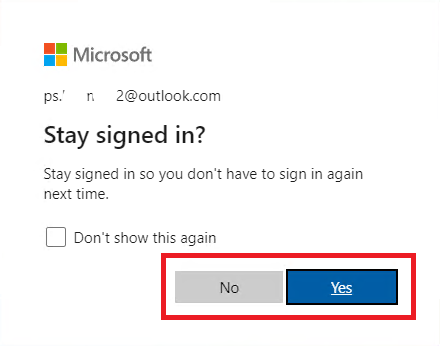 Microsoft
ps.' n 2@outlook.com
Stay signed in?
Stay signed in so you don't have to sign in again
next time.
Don't show this again
No Yes